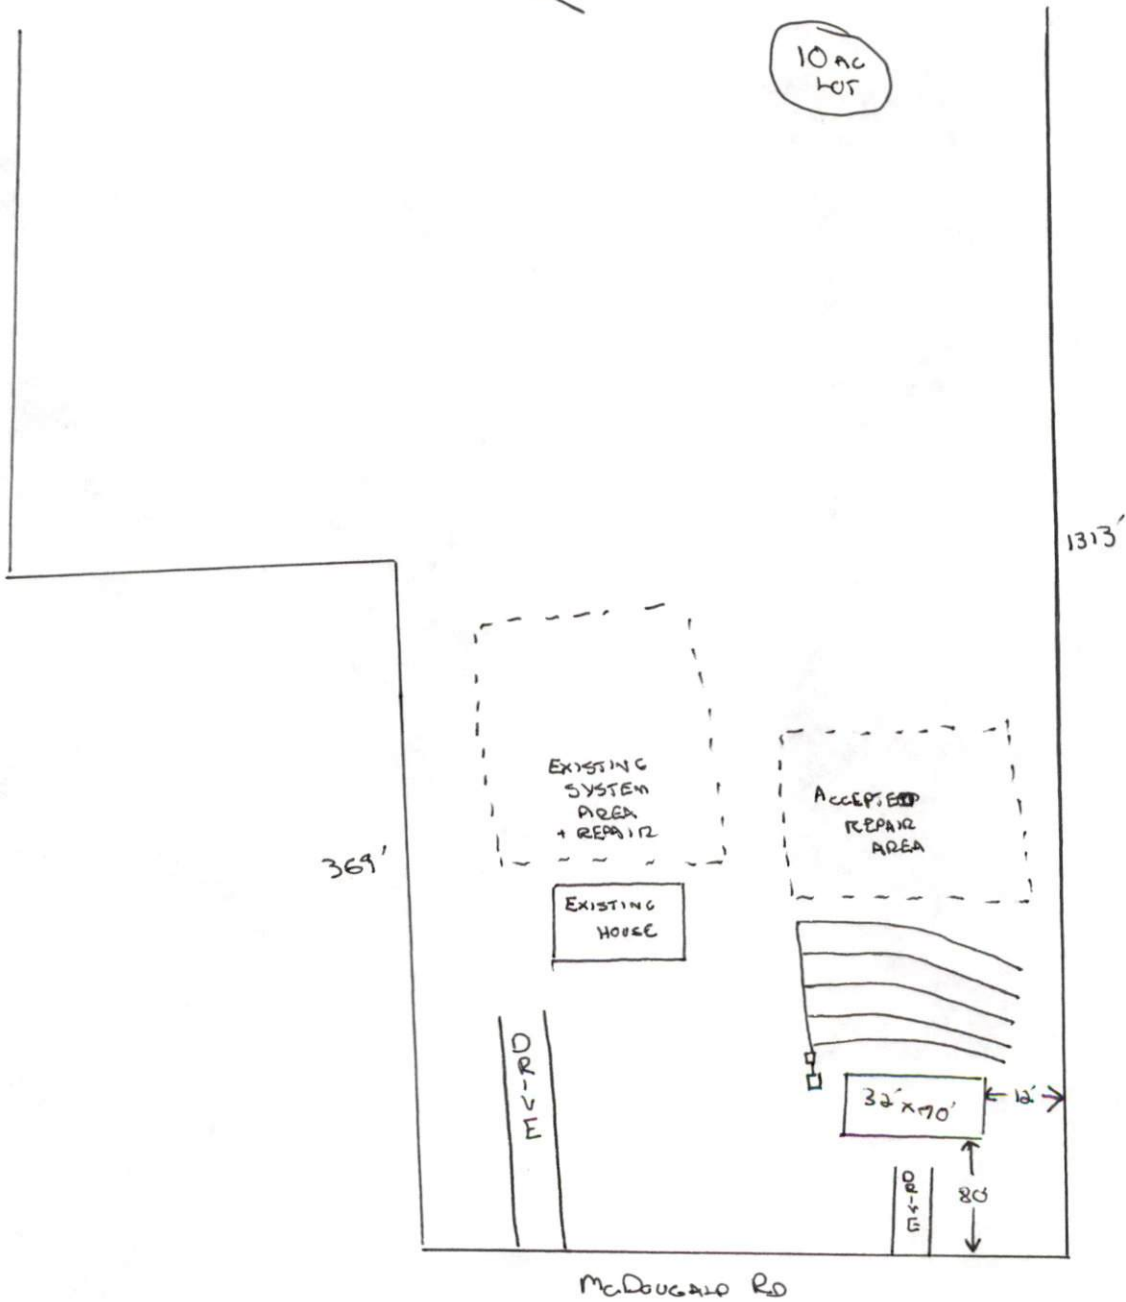 10 AC
LOT
1313'
EXISTING
SYSTEM
AREA
+ REPAIR
ACCEPTED
REPAIR
AREA
369'
EXISTING
HOUSE
DRIVE
32' x 70'
12'
DRIVE
80'
McDOUGALD RD